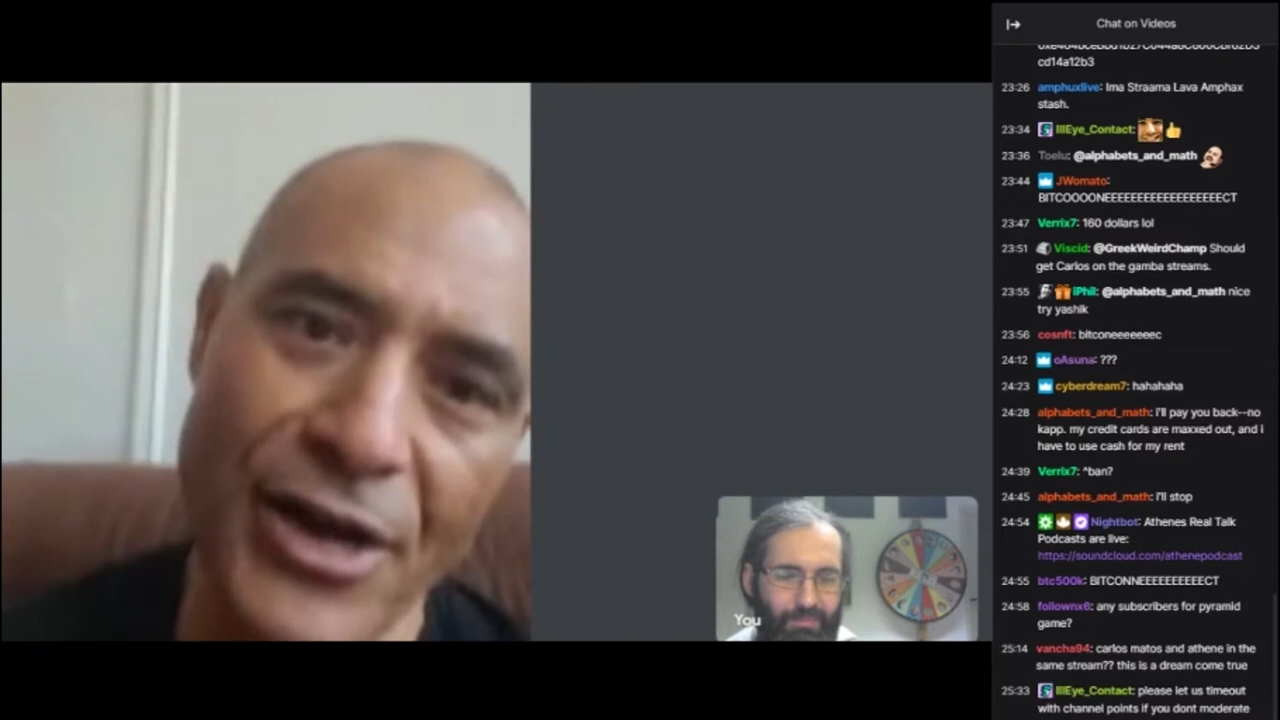 Chat on Videos
cd14a12b3
23:26 amphuxlive: Ima Straama Lava Amphax
stash.
23:34 IllEye_Contact:
23:36 Toelu: @alphabets_and_math
23:44 JWomato:
BITCOOOONEEEEEEEEEEEEEEEEEEECT
23:47 Verrix7: 160 dollars lol
23:51 Viscid: @GreekWeirdChamp Should
get Carlos on the gamba streams.
23:55 iPhil: @alphabets_and_math nice
try yashik
23:56 cosnft: bitconeeeeeeec
24:12 oAsuna: ???
24:23 cyberdream7: hahahaha
24:28 alphabets_and_math: i'll pay you back--no
kapp. my credit cards are maxxed out, and i
have to use cash for my rent
24:39 Verrix7: ^ban?
24:45 alphabets_and_math: i'll stop
24:54 Nightbot: Athenes Real Talk
Podcasts are live:
https://soundcloud.com/athenepodcast
24:55 btc500k: BITCONNEEEEEEEEEECT
24:58 follownx6: any subscribers for pyramid
game?
25:14 vancha94: carlos matos and athene in the
same stream?? this is a dream come true
25:33 IllEye_Contact: please let us timeout
with channel points if you dont moderate
You